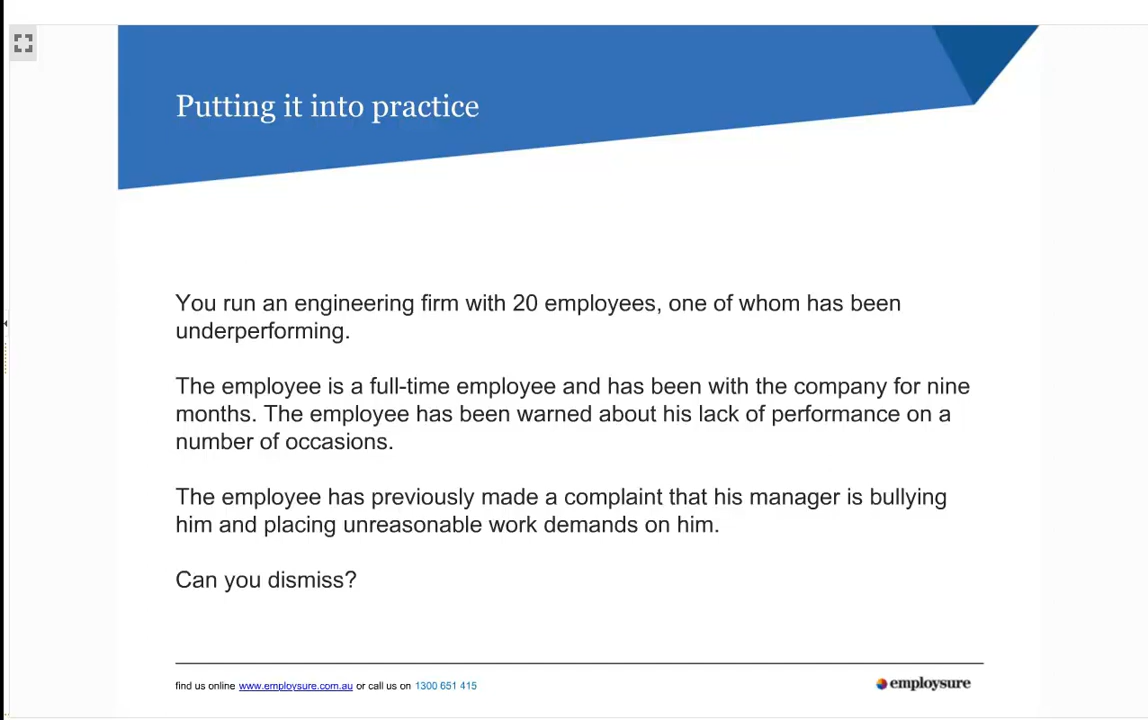 Putting it into practice
You run an engineering firm with 20 employees, one of whom has been
underperforming.
The employee is a full-time employee and has been with the company for nine
months. The employee has been warned about his lack of performance on a
number of occasions.
The employee has previously made a complaint that his manager is bullying
him and placing unreasonable work demands on him.
Can you dismiss?
find us online www.employsure.com.au or call us on 1300 651 415
employsure